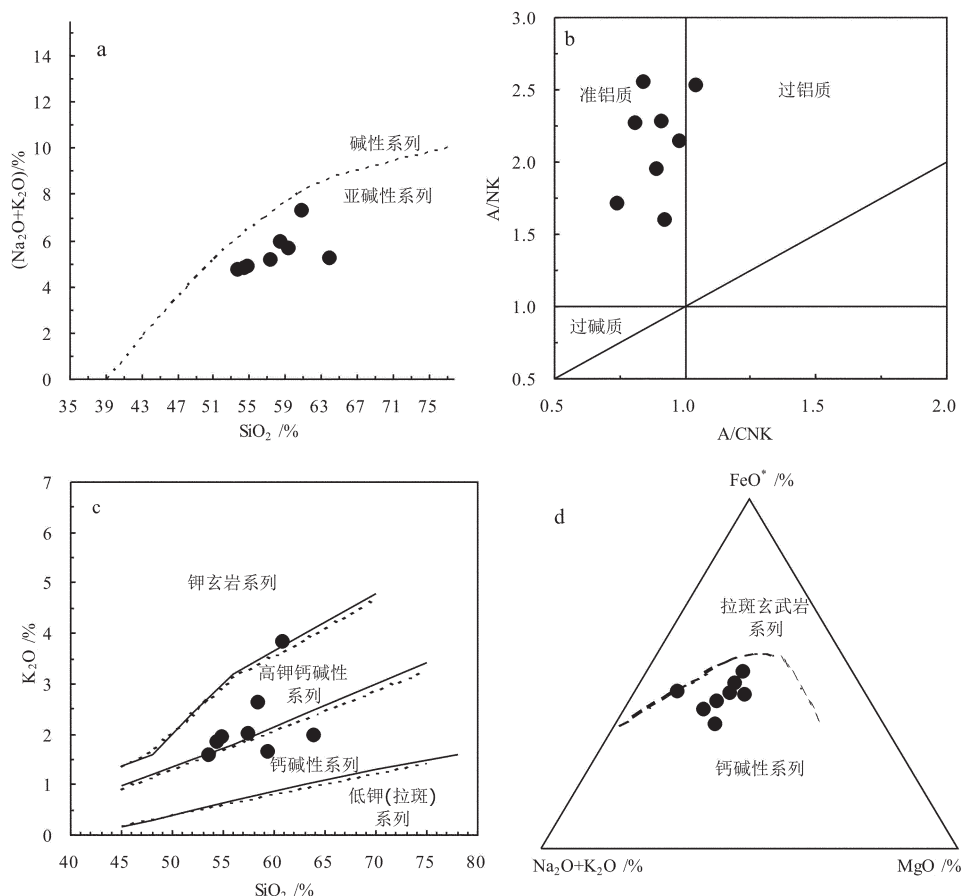 a
14
12
10
8
6
4
2
0
(Na₂O+K₂O)/%
碱性系列
亚碱性系列
35 39 43 47 51 55 59 63 67 71 75
SiO₂ /%
b
3.0
2.5
2.0
1.5
1.0
0.5
A/NK
准铝质
过铝质
过碱质
0.5 1.0 1.5 2.0
A/CNK
c
7
6
5
4
3
2
1
0
K₂O /%
钾玄岩系列
高钾钙碱性
系列
钙碱性系列
低钾(拉斑)
系列
40 45 50 55 60 65 70 75 80
SiO₂ /%
d
FeO* /%
拉斑玄武岩
系列
钙碱性系列
Na₂O+K₂O /%
MgO /%